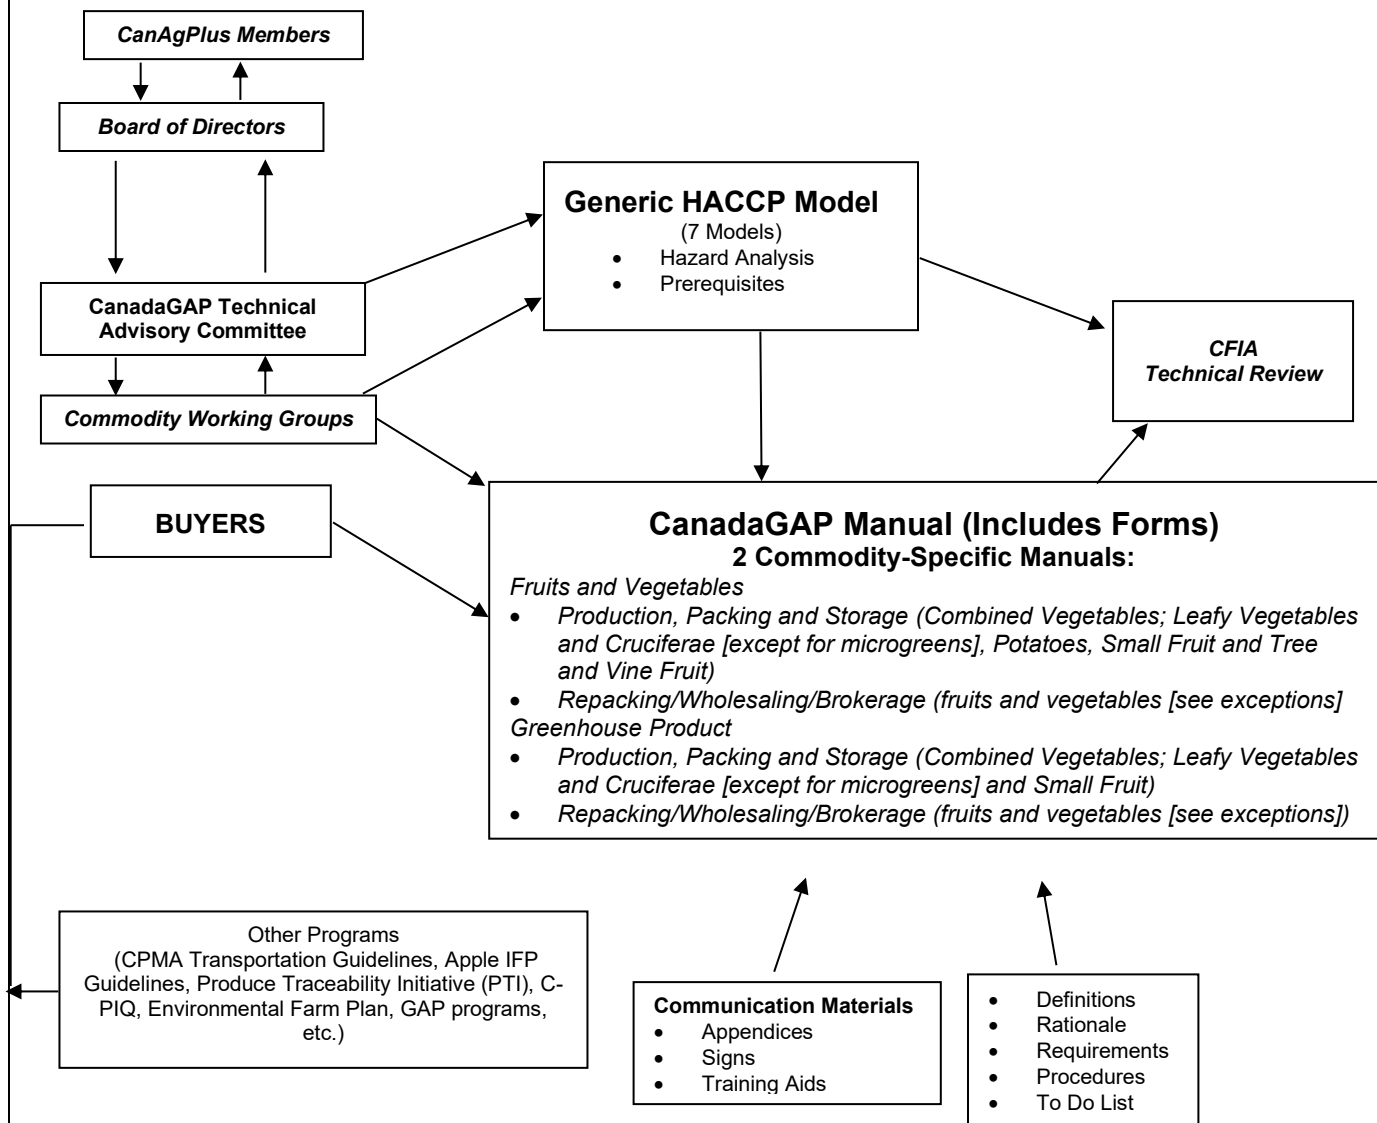 CanAgPlus Members
Board of Directors
Generic HACCP Model
(7 Models)
• Hazard Analysis
• Prerequisites
CanadaGAP Technical
Advisory Committee
CFIA
Technical Review
Commodity Working Groups
BUYERS
CanadaGAP Manual (Includes Forms)
2 Commodity-Specific Manuals:
Fruits and Vegetables
• Production, Packing and Storage (Combined Vegetables; Leafy Vegetables
and Cruciferae [except for microgreens], Potatoes, Small Fruit and Tree
and Vine Fruit)
• Repacking/Wholesaling/Brokerage (fruits and vegetables [see exceptions]
Greenhouse Product
• Production, Packing and Storage (Combined Vegetables; Leafy Vegetables
and Cruciferae [except for microgreens] and Small Fruit)
• Repacking/Wholesaling/Brokerage (fruits and vegetables [see exceptions])
Other Programs
(CPMA Transportation Guidelines, Apple IFP
Guidelines, Produce Traceability Initiative (PTI), C-
PIQ, Environmental Farm Plan, GAP programs,
etc.)
Communication Materials
• Appendices
• Signs
• Training Aids
• Definitions
• Rationale
• Requirements
• Procedures
• To Do List